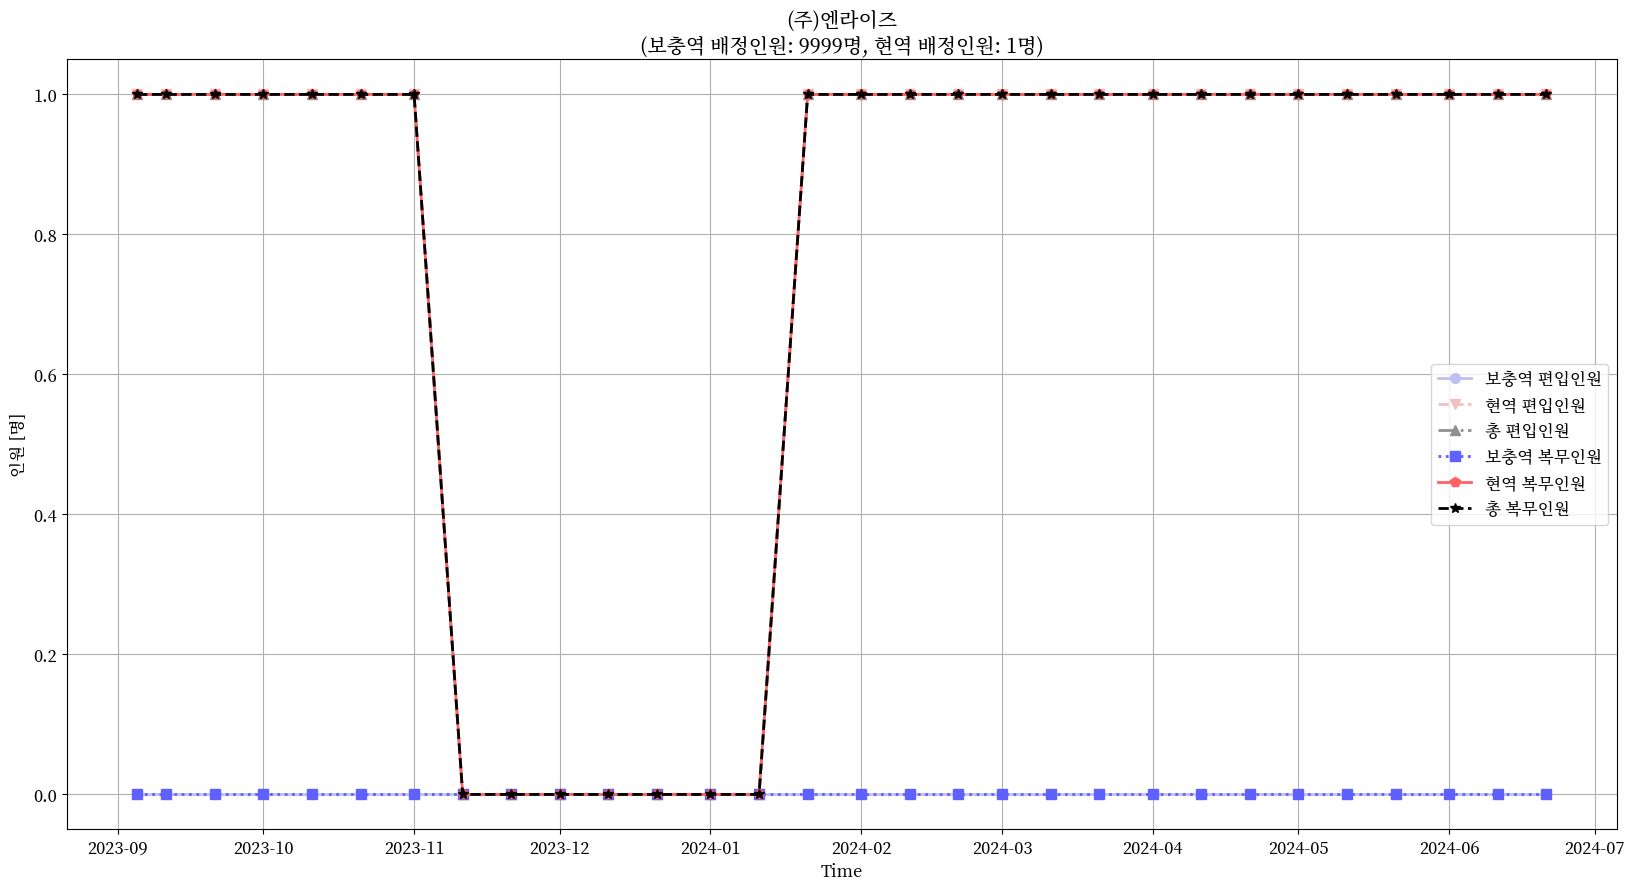 (주)엔라이즈
(보충역 배정인원: 9999명, 현역 배정인원: 1명)
인원 [명]
1.0
0.8
0.6
0.4
0.2
0.0
보충역 편입인원
현역 편입인원
총 편입인원
보충역 복무인원
현역 복무인원
총 복무인원
2023-09 2023-10 2023-11 2023-12 2024-01 2024-02 2024-03 2024-04 2024-05 2024-06 2024-07
Time